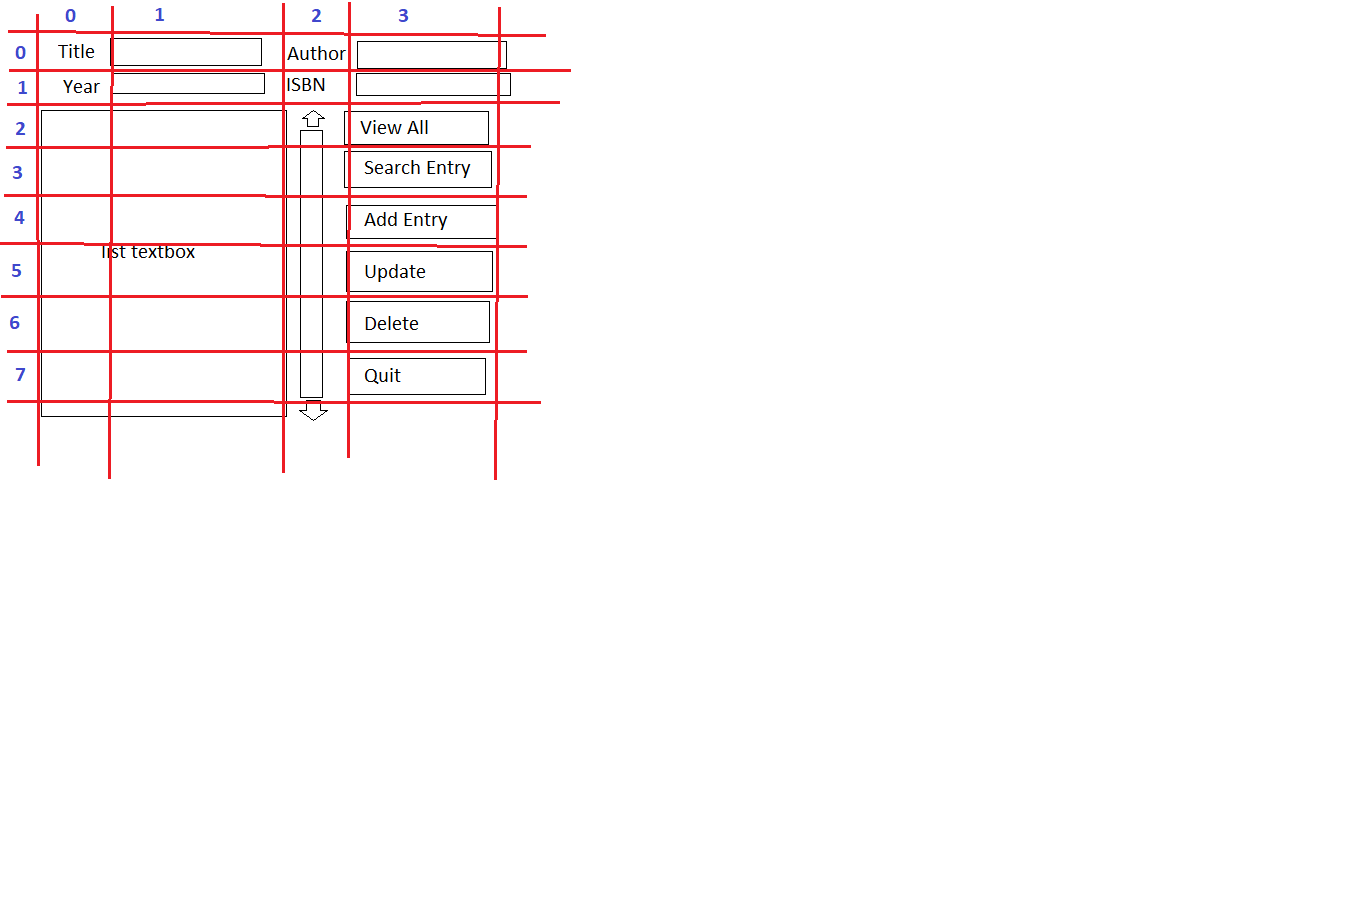 0 1 2 3
0 Title Author
1 Year ISBN
2 View All
3 Search Entry
4 Add Entry
list textbox
5 Update
6 Delete
7 Quit